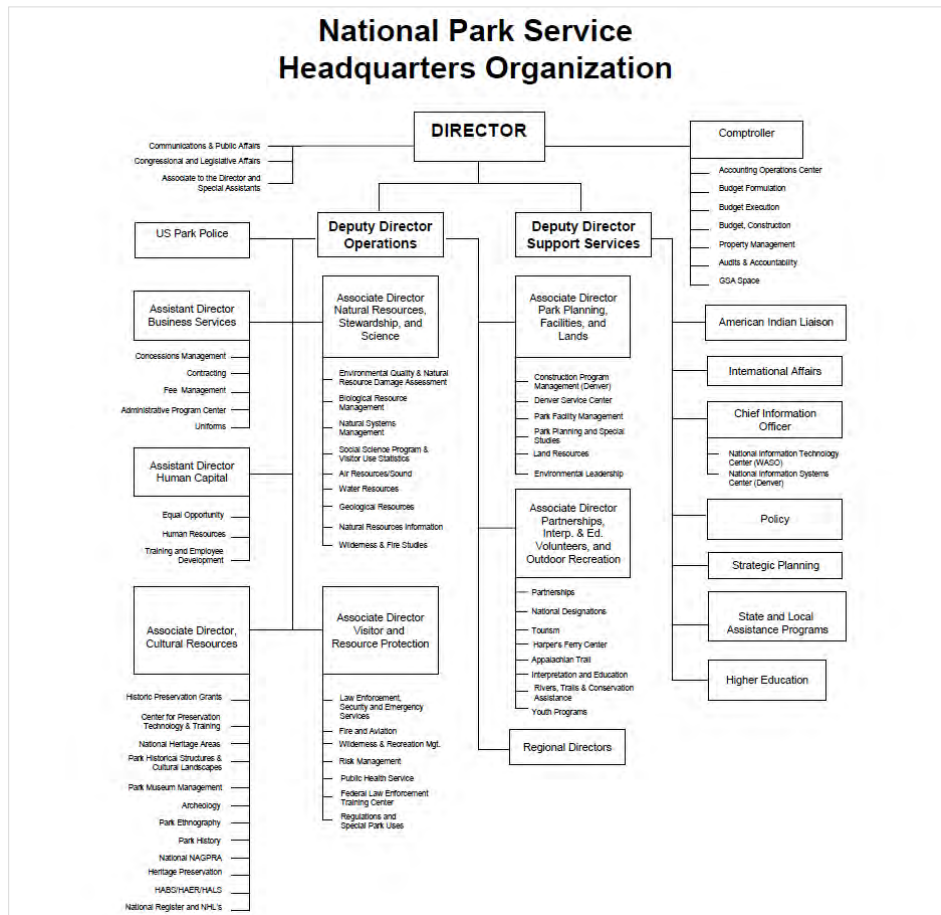 National Park Service
Headquarters Organization
DIRECTOR
Communications & Public Affairs
Congressional and Legislative Affairs
Associate to the Director and
Special Assistants
Comptroller
Accounting Operations Center
Budget Formulation
Budget Execution
Budget, Construction
Property Management
Audits & Accountability
GSA Space
US Park Police
Deputy Director
Operations
Deputy Director
Support Services
Assistant Director
Business Services
Concessions Management
Contracting
Fee Management
Administrative Program Center
Uniforms
Assistant Director
Human Capital
Equal Opportunity
Human Resources
Training and Employee
Development
Associate Director,
Cultural Resources
Historic Preservation Grants
Center for Preservation
Technology & Training
National Heritage Areas
Park Historical Structures &
Cultural Landscapes
Park Museum Management
Archeology
Park Ethnography
Park History
National NAGPRA
Heritage Preservation
HABS/HAER/HALS
National Register and NHL's
Associate Director
Natural Resources,
Stewardship, and
Science
Environmental Quality & Natural
Resource Damage Assessment
Biological Resource
Management
Natural Systems
Management
Social Science Program &
Visitor Use Statistics
Air Resources/Sound
Water Resources
Geological Resources
Natural Resources Information
Wilderness & Fire Studies
Associate Director
Visitor and
Resource Protection
Law Enforcement,
Security and Emergency
Services
Fire and Aviation
Wilderness & Recreation Mgt.
Risk Management
Public Health Service
Federal Law Enforcement
Training Center
Regulations and
Special Park Uses
Associate Director
Park Planning,
Facilities, and
Lands
Construction Program
Management (Denver)
Denver Service Center
Park Facility Management
Park Planning and Special
Studies
Land Resources
Environmental Leadership
Associate Director
Partnerships,
Interp. & Ed.
Volunteers, and
Outdoor Recreation
Partnerships
National Designations
Tourism
Harper's Ferry Center
Appalachian Trail
Interpretation and Education
Rivers, Trails & Conservation
Assistance
Youth Programs
Regional Directors
American Indian Liaison
International Affairs
Chief Information
Officer
National Information Technology
Center (WASO)
National Information Systems
Center (Denver)
Policy
Strategic Planning
State and Local
Assistance Programs
Higher Education